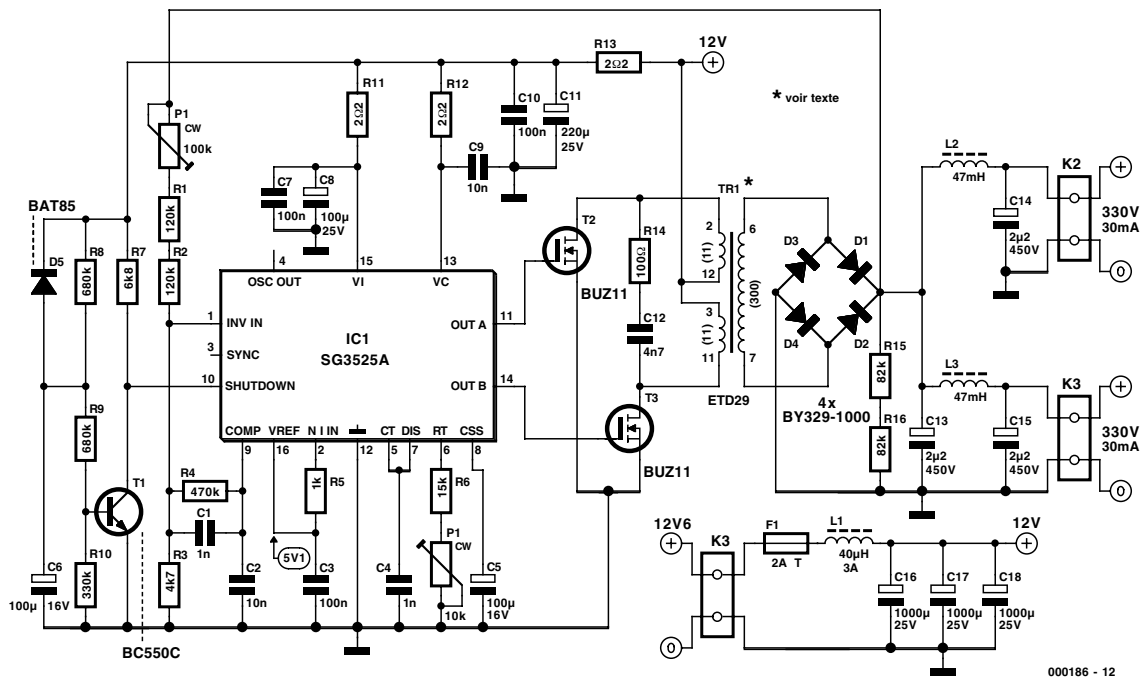 12V
R13
2Ω2
R11
2Ω2
R12
2Ω2
C10
100n
C11
220µ
25V
* voir texte
P1
CW
100k
C9
10n
L2
47mH
K2
C7
100n
C8
100µ
25V
TR1
*
330V
30mA
C14
2µ2
450V
0
BAT85
R1
120k
T2
R14
100Ω
2
(11)
12
6
(300)
D3
D1
D5
R8
680k
R7
6k8
R2
120k
4
15
13
OSC OUT
VI
VC
BUZ11
1
INV IN
3
SYNC
10
SHUTDOWN
IC1
SG3525A
OUT A
11
OUT B
14
C12
4n7
3
(11)
11
7
D4
D2
R15
82k
L3
47mH
K3
ETD29
4x
BY329-1000
T3
BUZ11
R16
82k
C13
2µ2
450V
C15
2µ2
450V
330V
30mA
0
R9
680k
COMP
VREF
N I IN
CT
DIS
RT
CSS
9
16
2
12
5
7
6
8
T1
R4
470k
R5
1k
R6
15k
C1
1n
5V1
P1
CW
10k
12V6
K3
F1
2A T
L1
40µH
3A
12V
C6
100µ
16V
R10
330k
R3
4k7
C2
10n
C3
100n
C4
1n
C5
100µ
16V
C16
1000µ
25V
C17
1000µ
25V
C18
1000µ
25V
0
BC550C
000186 - 12